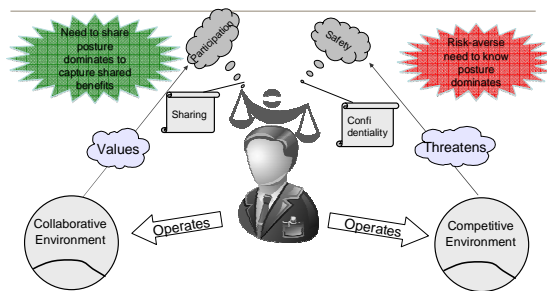 Need to share
posture
dominates to
capture shared
benefits
Participation
Safety
Risk-averse
need to know
posture
dominates
Sharing
Confi
dentiality
Values
Threatens
Collaborative
Environment
Operates
Operates
Competitive
Environment